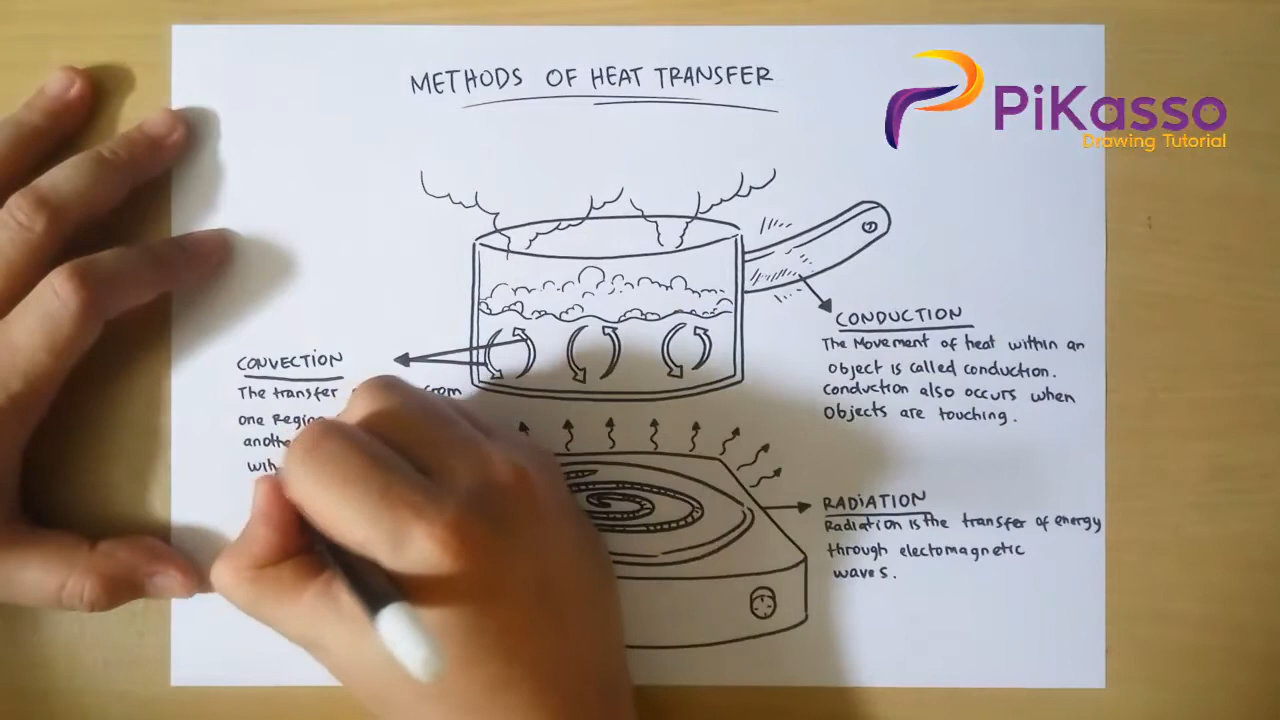 METHODS OF HEAT TRANSFER
PiKasso
Drawing Tutorial
CONDUCTION
The Movement of heat within an
object is called conduction.
Conduction also occurs when
Objects are touching.
CONVECTION
The transfer
one
RADIATION
Radiation is the transfer of energy
through electomagnetic
waves.